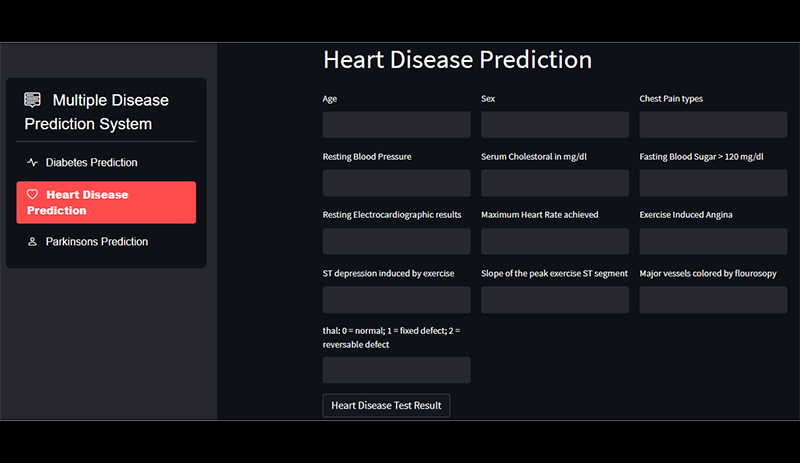 Heart Disease Prediction
Multiple Disease
Prediction System
Diabetes Prediction
Heart Disease
Prediction
Parkinsons Prediction
Age
Sex
Chest Pain types
Resting Blood Pressure
Serum Cholestoral in mg/dl
Fasting Blood Sugar > 120 mg/dl
Resting Electrocardiographic results
Maximum Heart Rate achieved
Exercise Induced Angina
ST depression induced by exercise
Slope of the peak exercise ST segment
Major vessels colored by flourosopy
thal: 0 = normal; 1 = fixed defect; 2 =
reversable defect
Heart Disease Test Result